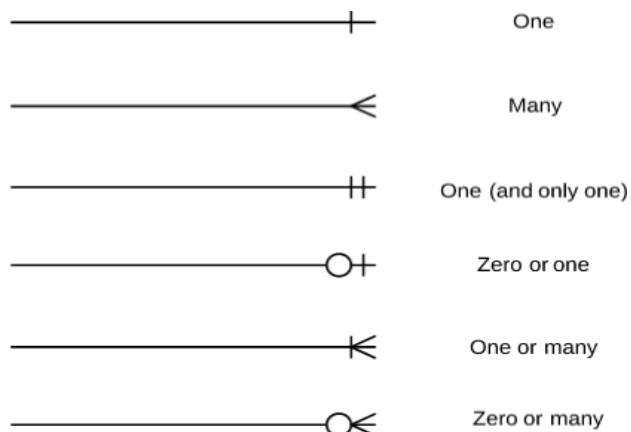 One
Many
One (and only one)
Zero or one
One or many
Zero or many